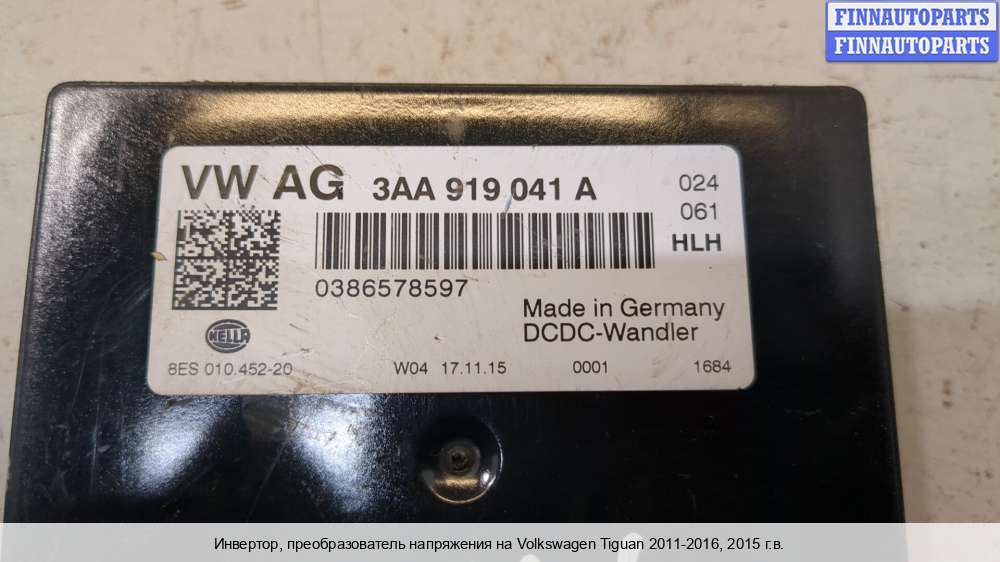 FINNAUTOPARTS
FINNAUTOPARTS
VW AG 3AA 919 041 A 024
061
HLH
0386578597
Made in Germany
DCDC-Wandler
HELLA
8ES 010.452-20 W04 17.11.15 0001 1684
Инвертор, преобразователь напряжения на Volkswagen Tiguan 2011-2016, 2015 г.в.